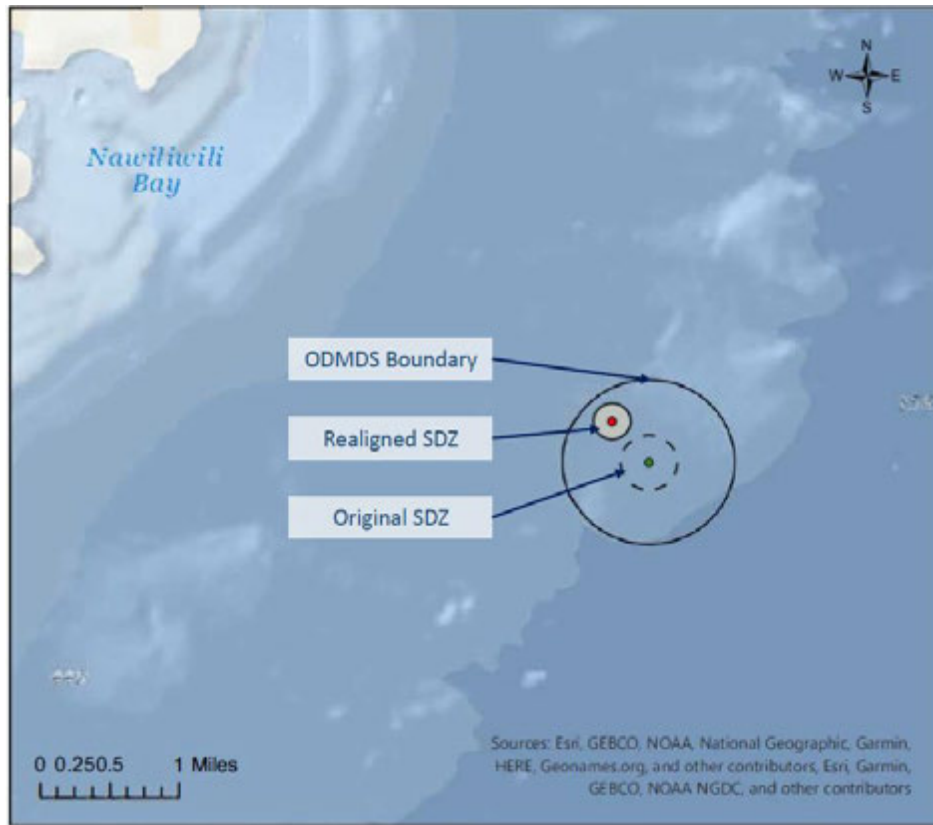 N
W E
S
Nawiliwili
Bay
ODMDS Boundary
Realigned SDZ
Original SDZ
0 0.250.5 1 Miles
Sources: Esri, GEBCO, NOAA, National Geographic, Garmin,
HERE, Geonames.org, and other contributors, Esri, Garmin,
GEBCO, NOAA NGDC, and other contributors